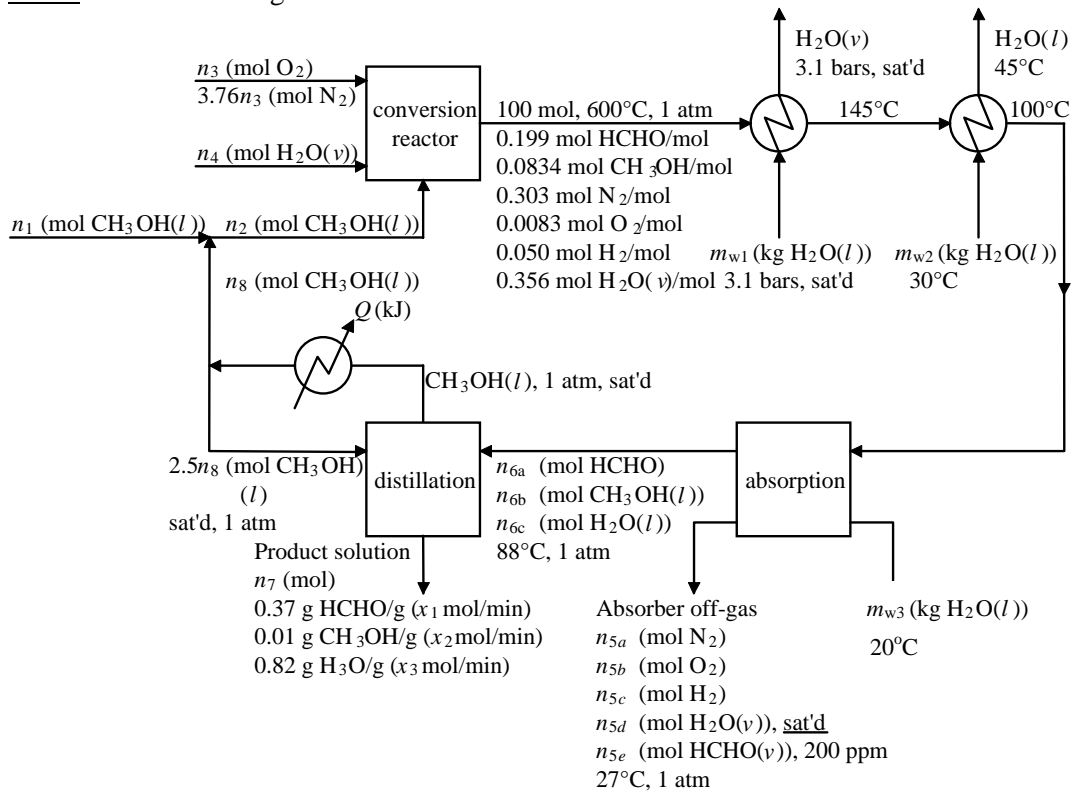 n3 (mol O2)
3.76n3 (mol N2)
n4 (mol H2O(v))
conversion
reactor
100 mol, 600°C, 1 atm
0.199 mol HCHO/mol
0.0834 mol CH3OH/mol
0.303 mol N2/mol
0.0083 mol O2/mol
0.050 mol H2/mol
0.356 mol H2O(v)/mol
H2O(v)
3.1 bars, sat'd
145°C
H2O(l)
45°C
100°C
mw1 (kg H2O(l))
3.1 bars, sat'd
mw2 (kg H2O(l))
30°C
n1 (mol CH3OH(l))
n2 (mol CH3OH(l))
n8 (mol CH3OH(l))
Q (kJ)
CH3OH(l), 1 atm, sat'd
2.5n8 (mol CH3OH)
(l)
sat'd, 1 atm
distillation
n6a (mol HCHO)
n6b (mol CH3OH(l))
n6c (mol H2O(l))
88°C, 1 atm
absorption
Product solution
n7 (mol)
0.37 g HCHO/g (x1 mol/min)
0.01 g CH3OH/g (x2 mol/min)
0.82 g H3O/g (x3 mol/min)
Absorber off-gas
n5a (mol N2)
n5b (mol O2)
n5c (mol H2)
n5d (mol H2O(v)), sat'd
n5e (mol HCHO(v)), 200 ppm
27°C, 1 atm
mw3 (kg H2O(l))
20°C